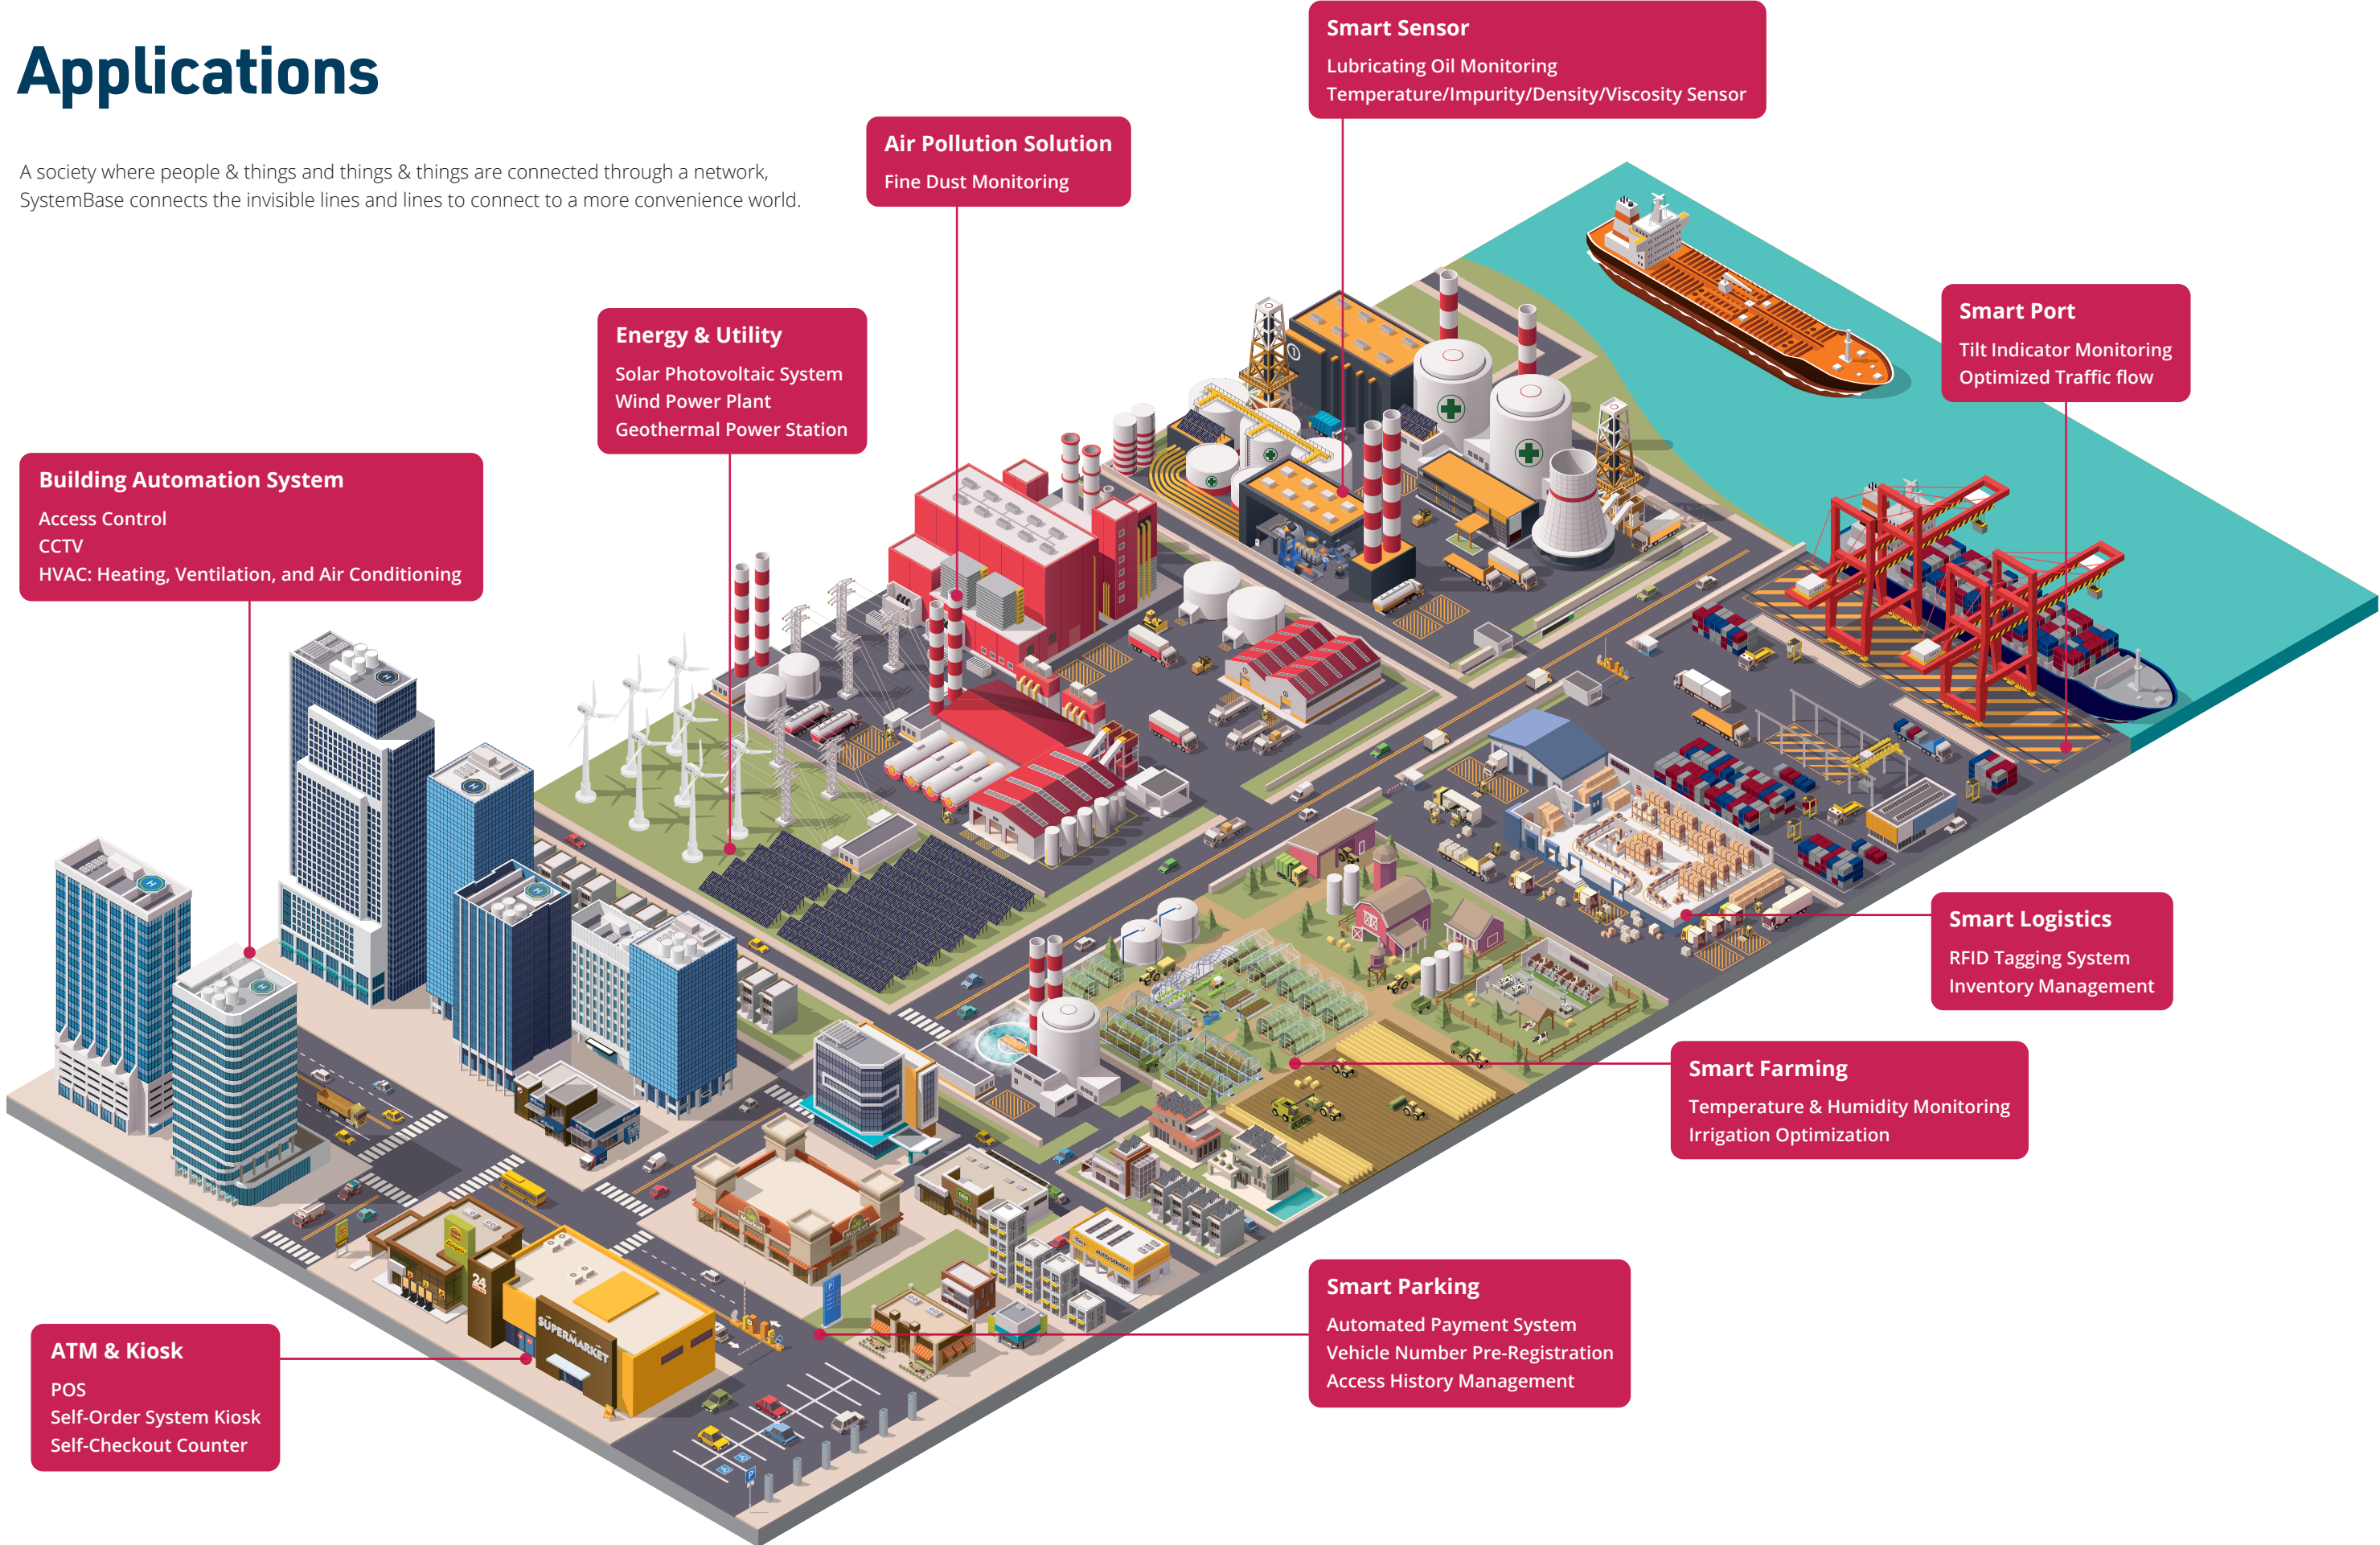 Applications
A society where people & things and things & things are connected through a network,
SystemBase connects the invisible lines and lines to connect to a more convenience world.
Smart Sensor
Lubricating Oil Monitoring
Temperature/Impurity/Density/Viscosity Sensor
Air Pollution Solution
Fine Dust Monitoring
Smart Port
Tilt Indicator Monitoring
Optimized Traffic flow
Energy & Utility
Solar Photovoltaic System
Wind Power Plant
Geothermal Power Station
Building Automation System
Access Control
CCTV
HVAC: Heating, Ventilation, and Air Conditioning
Smart Logistics
RFID Tagging System
Inventory Management
Smart Farming
Temperature & Humidity Monitoring
Irrigation Optimization
Smart Parking
Automated Payment System
Vehicle Number Pre-Registration
Access History Management
ATM & Kiosk
POS
Self-Order System Kiosk
Self-Checkout Counter
1
H
H
H
H
H
Market
Market
24
SUPERMARKET
P
P